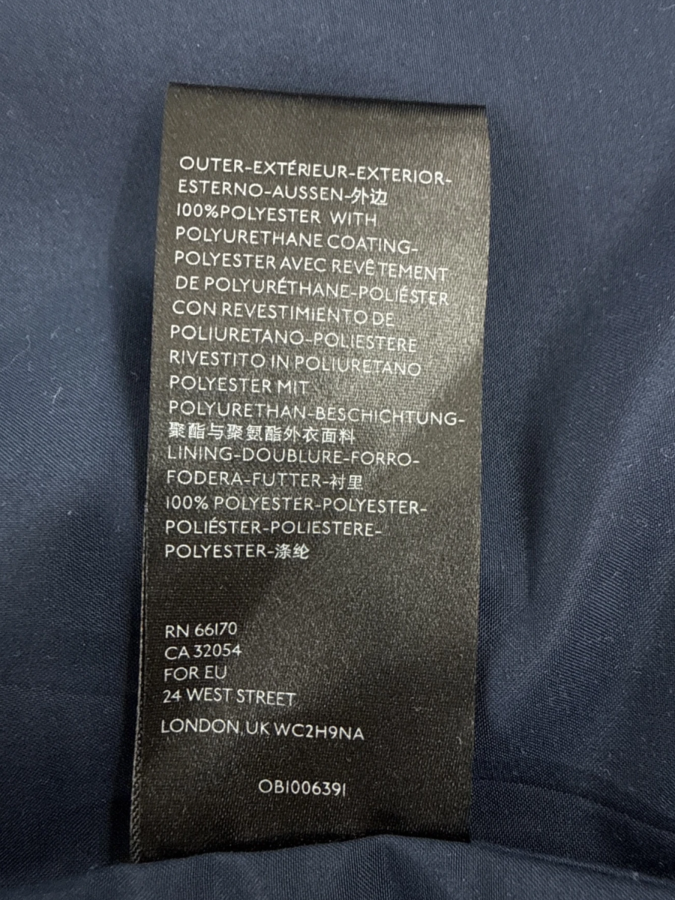 OUTER-EXTÉRIEUR-EXTERIOR-
ESTERNO-AUSSEN-外边
100%POLYESTER WITH
POLYURETHANE COATING-
POLYESTER AVEC REVÊTEMENT
DE POLYURÉTHANE-POLIÉSTER
CON REVESTIMIENTO DE
POLIURETANO-POLIESTERE
RIVESTITO IN POLIURETANO
POLYESTER MIT
POLYURETHAN-BESCHICHTUNG-
聚酯与聚氨酯外衣面料
LINING-DOUBLURE-FORRO-
FODERA-FUTTER-衬里
100% POLYESTER-POLYESTER-
POLIÉSTER-POLIESTERE-
POLYESTER-涤纶
RN 66170
CA 32054
FOR EU
24 WEST STREET
LONDON, UK WC2H9NA
OB1006391